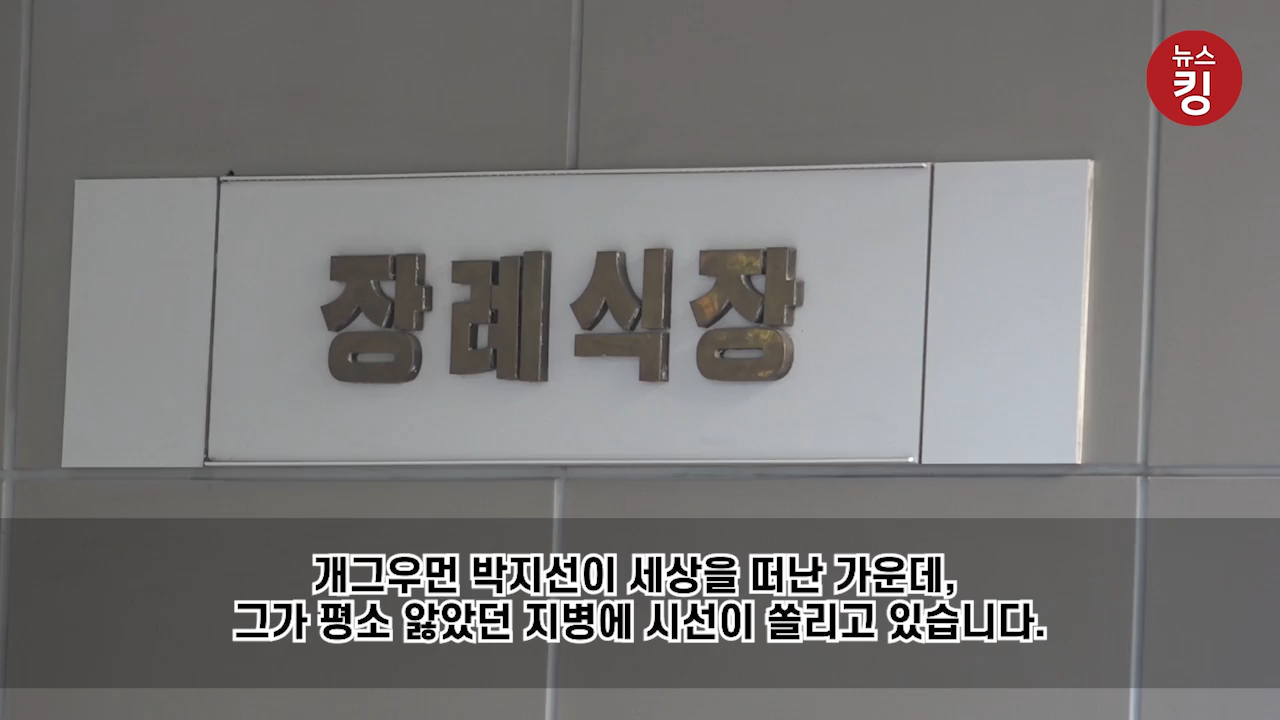 뉴스
킹
장례식장
개그우먼 박지선이 세상을 떠난 가운데,
그가 평소 앓았던 지병에 시선이 쏠리고 있습니다.